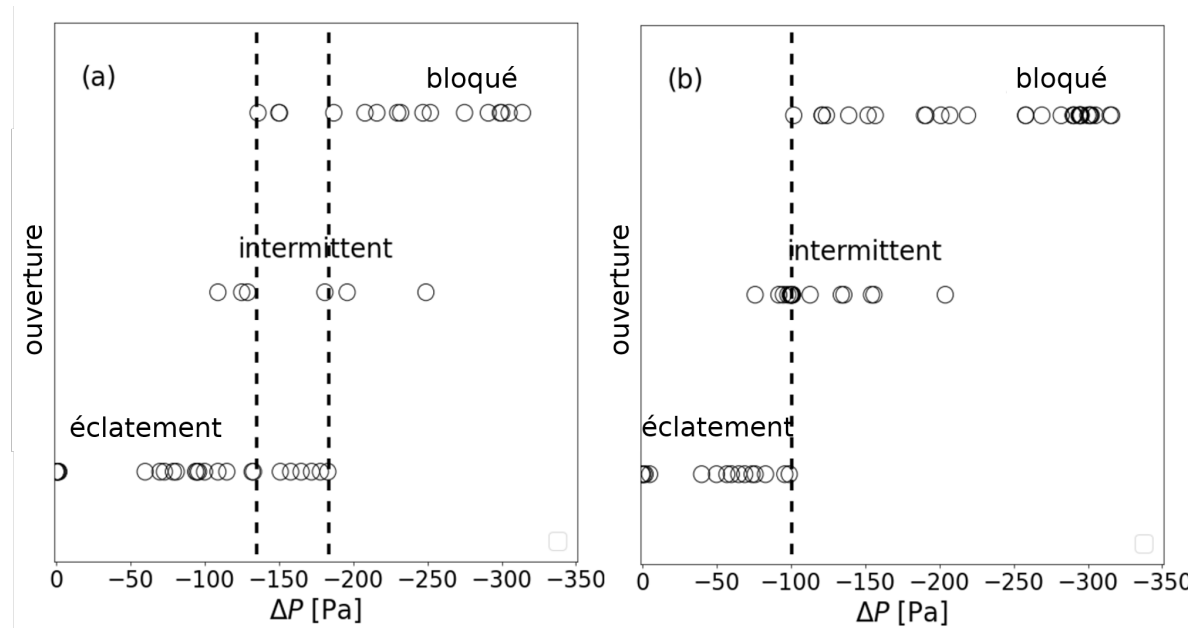 (a)
bloqué
intermittent
éclatement
ouverture
0 −50 −100 −150 −200 −250 −300 −350
ΔP [Pa]
(b)
bloqué
intermittent
éclatement
ouverture
0 −50 −100 −150 −200 −250 −300 −350
ΔP [Pa]